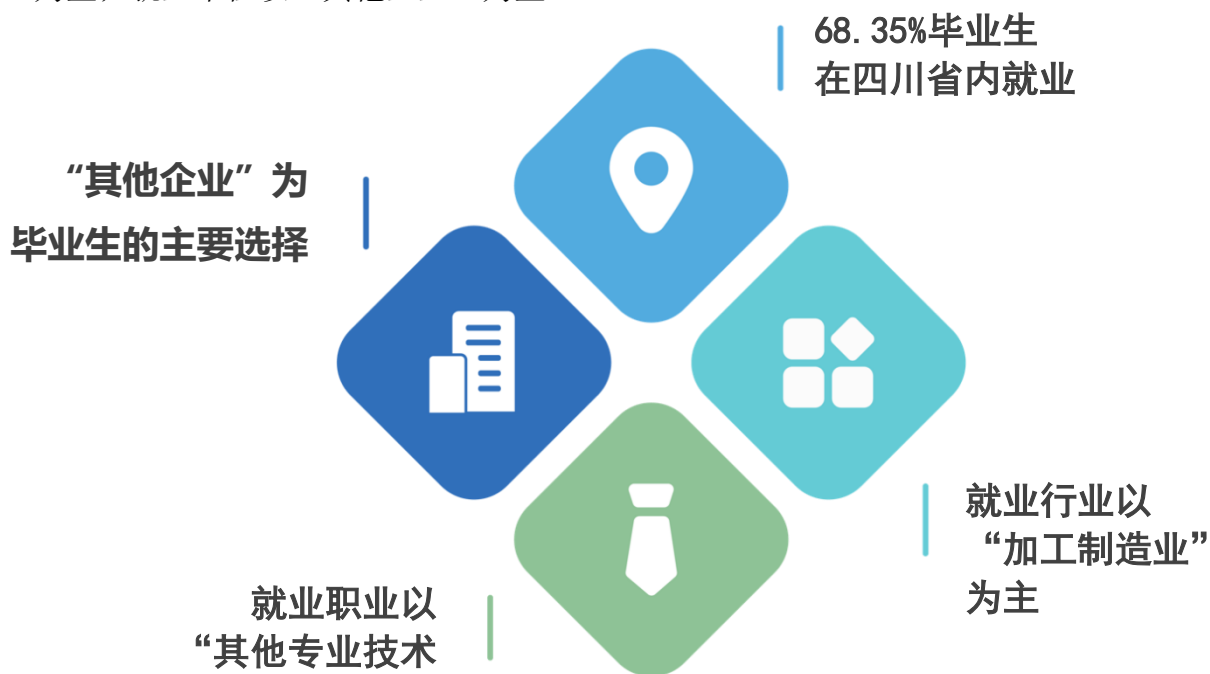 68.35%毕业生
在四川省内就业
“其他企业”为
毕业生的主要选择
就业行业以
“加工制造业”
为主
就业职业以
“其他专业技术